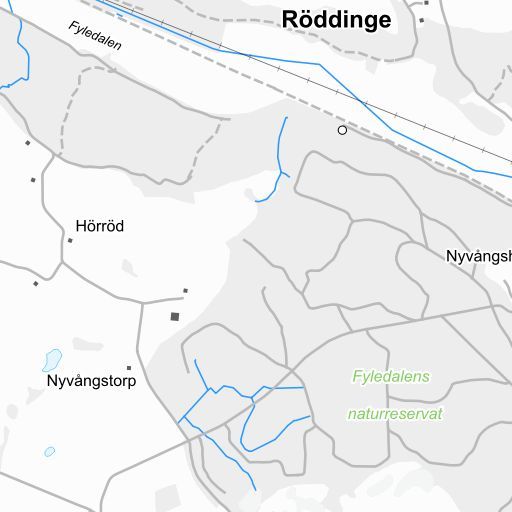 Röddinge
Fyledalen
Hörröd
Nyvångsh
Nyvångstorp
Fyledalens
naturreservat